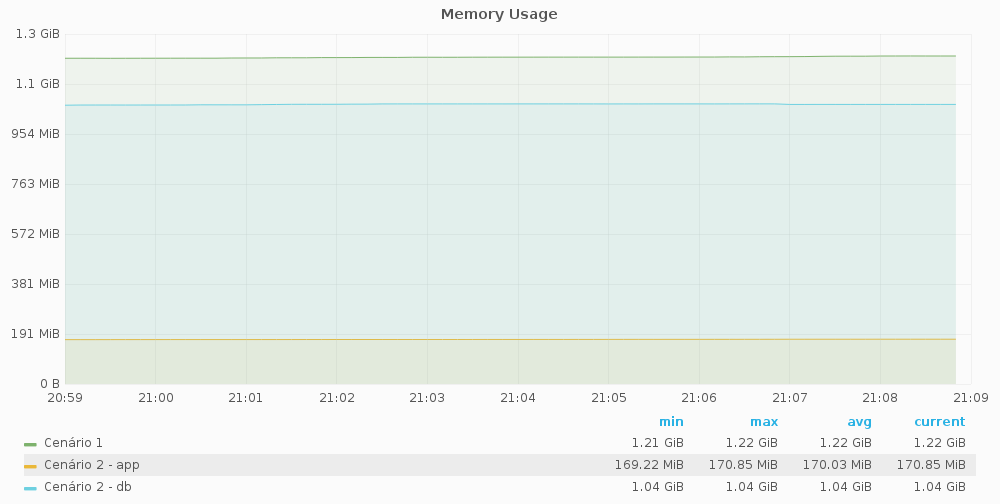 Memory Usage
1.3 GiB
1.1 GiB
954 MiB
763 MiB
572 MiB
381 MiB
191 MiB
0 B
20:59 21:00 21:01 21:02 21:03 21:04 21:05 21:06 21:07 21:08 21:09
min max avg current
Cenário 1 1.21 GiB 1.22 GiB 1.22 GiB 1.22 GiB
Cenário 2 - app 169.22 MiB 170.85 MiB 170.03 MiB 170.85 MiB
Cenário 2 - db 1.04 GiB 1.04 GiB 1.04 GiB 1.04 GiB